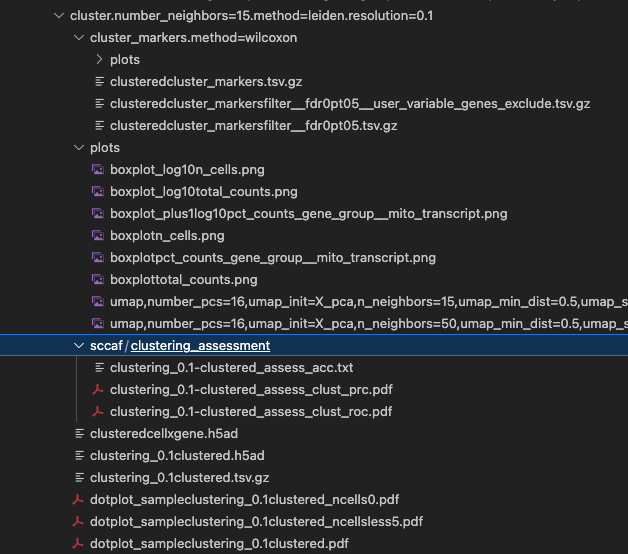 cluster.number_neighbors=15.method=leiden.resolution=0.1
cluster_markers.method=wilcoxon
plots
clusteredcluster_markers.tsv.gz
clusteredcluster_markersfilter__fdr0pt05__user_variable_genes_exclude.tsv.gz
clusteredcluster_markersfilter__fdr0pt05.tsv.gz
plots
boxplot_log10n_cells.png
boxplot_log10total_counts.png
boxplot_plus1log10pct_counts_gene_group__mito_transcript.png
boxplotn_cells.png
boxplotpct_counts_gene_group__mito_transcript.png
boxplottotal_counts.png
umap,number_pcs=16,umap_init=X_pca,n_neighbors=15,umap_min_dist=0.5,umap_s
umap,number_pcs=16,umap_init=X_pca,n_neighbors=50,umap_min_dist=0.5,umap_s
sccaf/clustering_assessment
clustering_0.1-clustered_assess_acc.txt
clustering_0.1-clustered_assess_clust_prc.pdf
clustering_0.1-clustered_assess_clust_roc.pdf
clusteredcellxgene.h5ad
clustering_0.1clustered.h5ad
clustering_0.1clustered.tsv.gz
dotplot_sampleclustering_0.1clustered_ncells0.pdf
dotplot_sampleclustering_0.1clustered_ncellsless5.pdf
dotplot_sampleclustering_0.1clustered.pdf